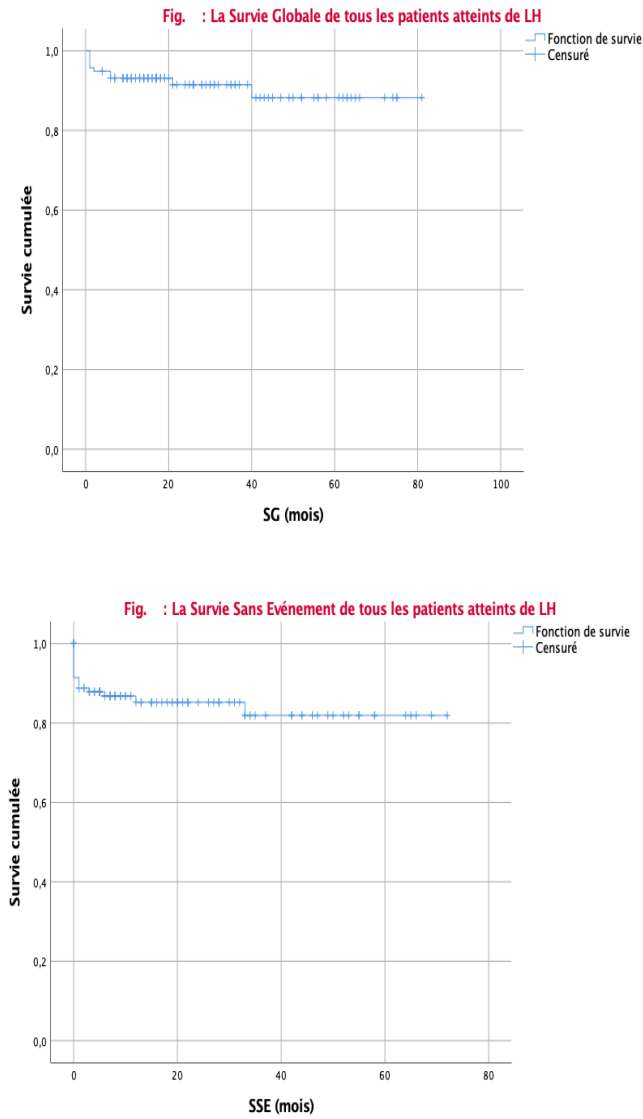 Fig. : La Survie Globale de tous les patients atteints de LH
Fonction de survie
Censuré
1,0
0,8
0,6
0,4
0,2
0,0
Survie cumulée
0 20 40 60 80 100
SG (mois)
Fig. : La Survie Sans Evénement de tous les patients atteints de LH
Fonction de survie
Censuré
1,0
0,8
0,6
0,4
0,2
0,0
Survie cumulée
0 20 40 60 80
SSE (mois)